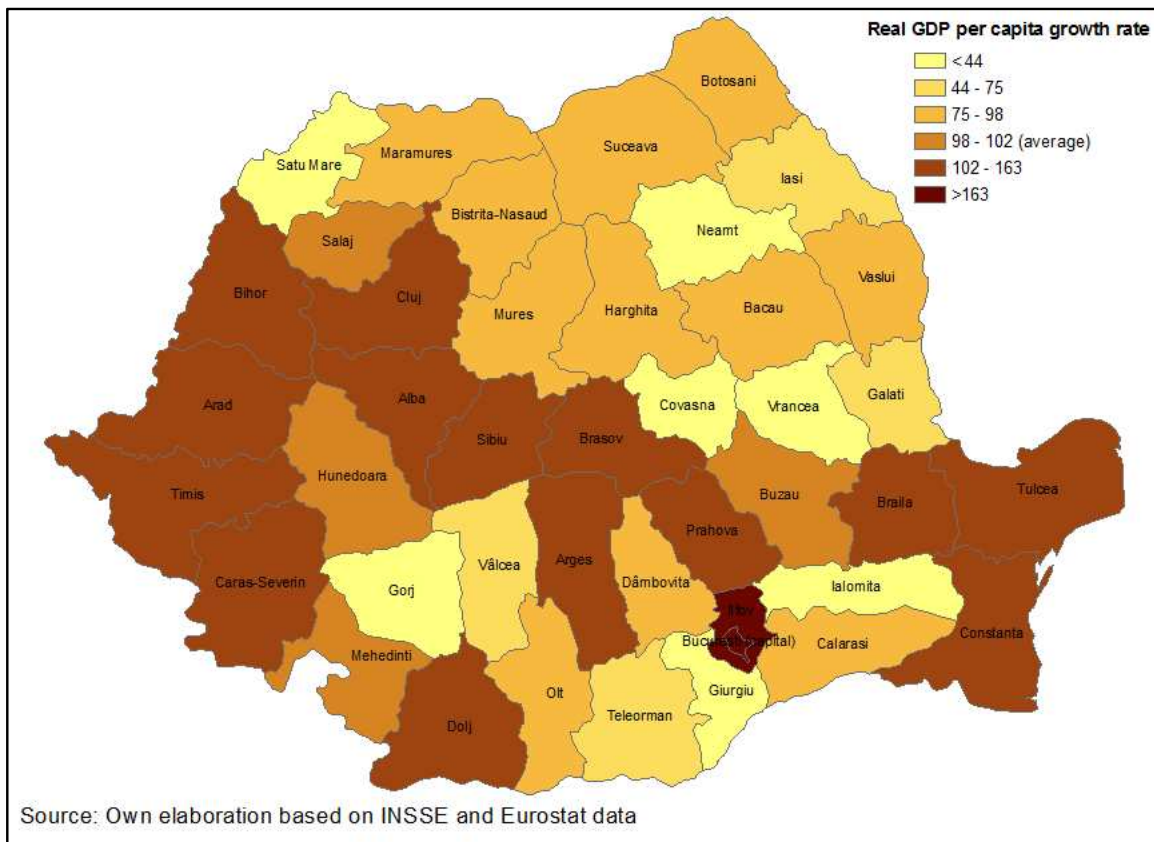 Real GDP per capita growth rate
< 44
44 - 75
75 - 98
98 - 102 (average)
102 - 163
>163
Botosani
Suceava
Maramures
Satu Mare
Iasi
Bistrita-Nasaud
Neamt
Salaj
Vaslui
Cluj
Bihor
Mures
Harghita
Bacau
Alba
Arad
Covasna
Vrancea
Galati
Sibiu
Brasov
Hunedoara
Timis
Buzau
Tulcea
Braila
Prahova
Arges
Vâlcea
Caras-Severin
Dâmbovita
Gorj
Ialomita
Ilfov
Constanta
Bucuresti (capital)
Calarasi
Mehedinti
Giurgiu
Olt
Teleorman
Dolj
Source: Own elaboration based on INSSE and Eurostat data